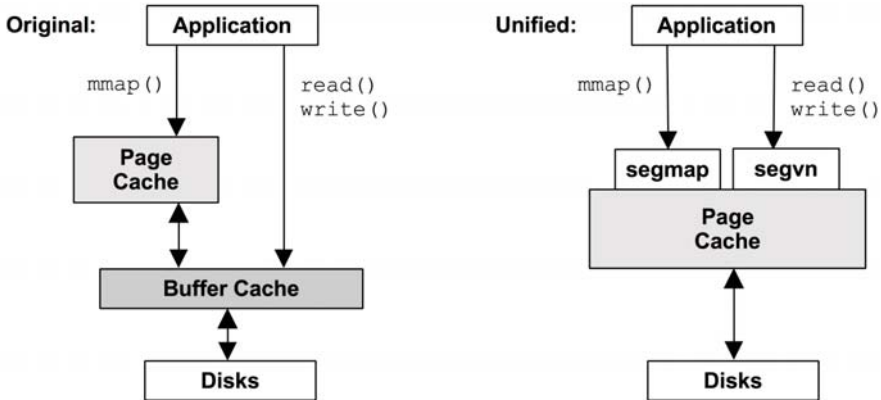 Original:
Application
mmap()
read()
write()
Page
Cache
Buffer Cache
Disks
Unified:
Application
mmap()
read()
write()
segmap
segvn
Page
Cache
Disks